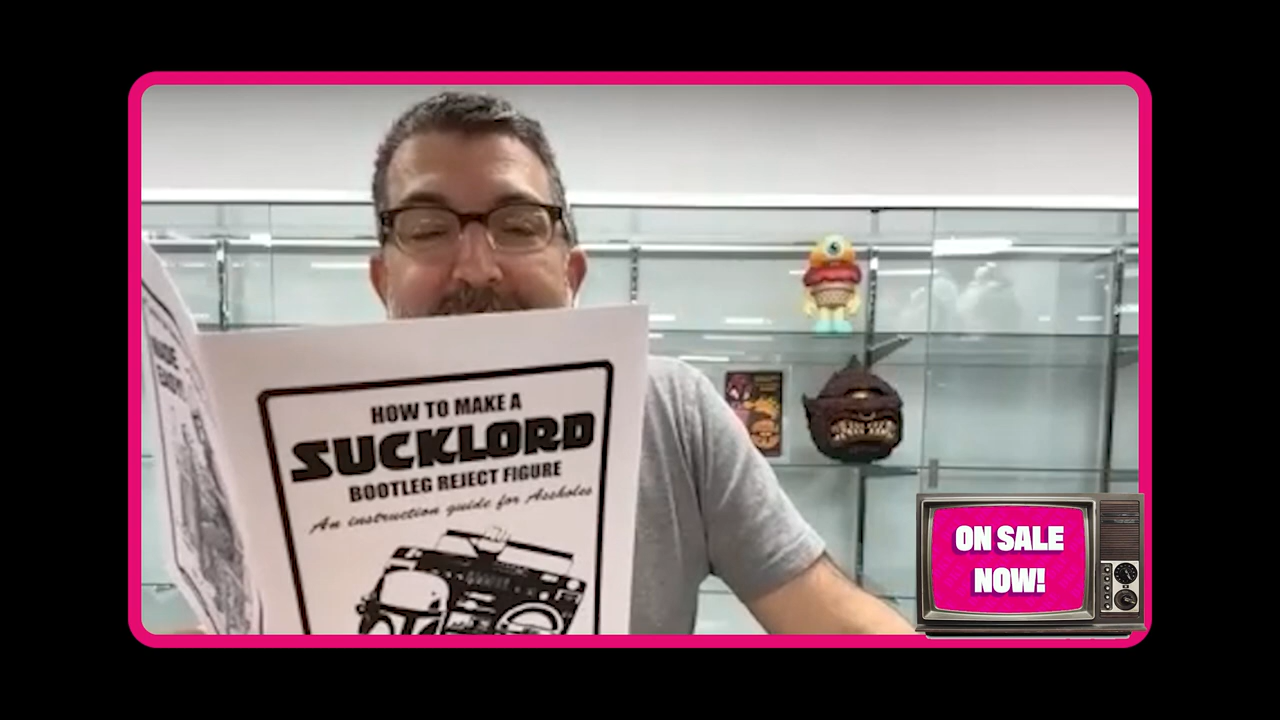 HOW TO MAKE A
SUCKLORD
BOOTLEG REJECT FIGURE
An instruction guide for Assholes
ON SALE
NOW!